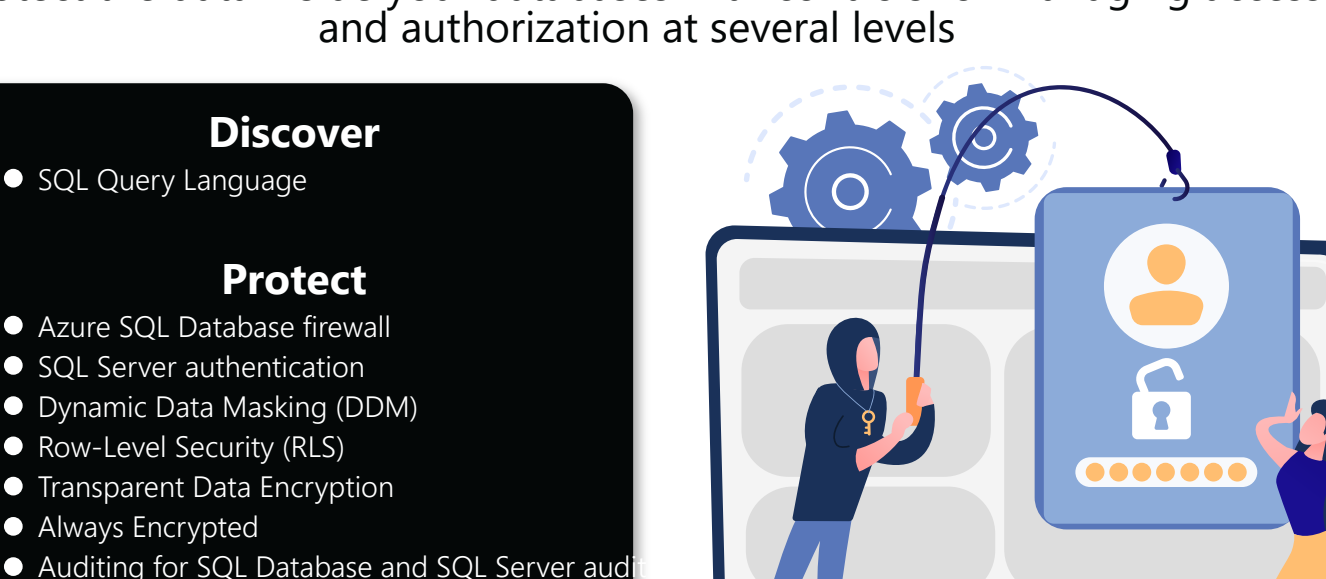 and authorization at several levels
Discover
SQL Query Language
Protect
Azure SQL Database firewall
SQL Server authentication
Dynamic Data Masking (DDM)
Row-Level Security (RLS)
Transparent Data Encryption
Always Encrypted
Auditing for SQL Database and SQL Server audit